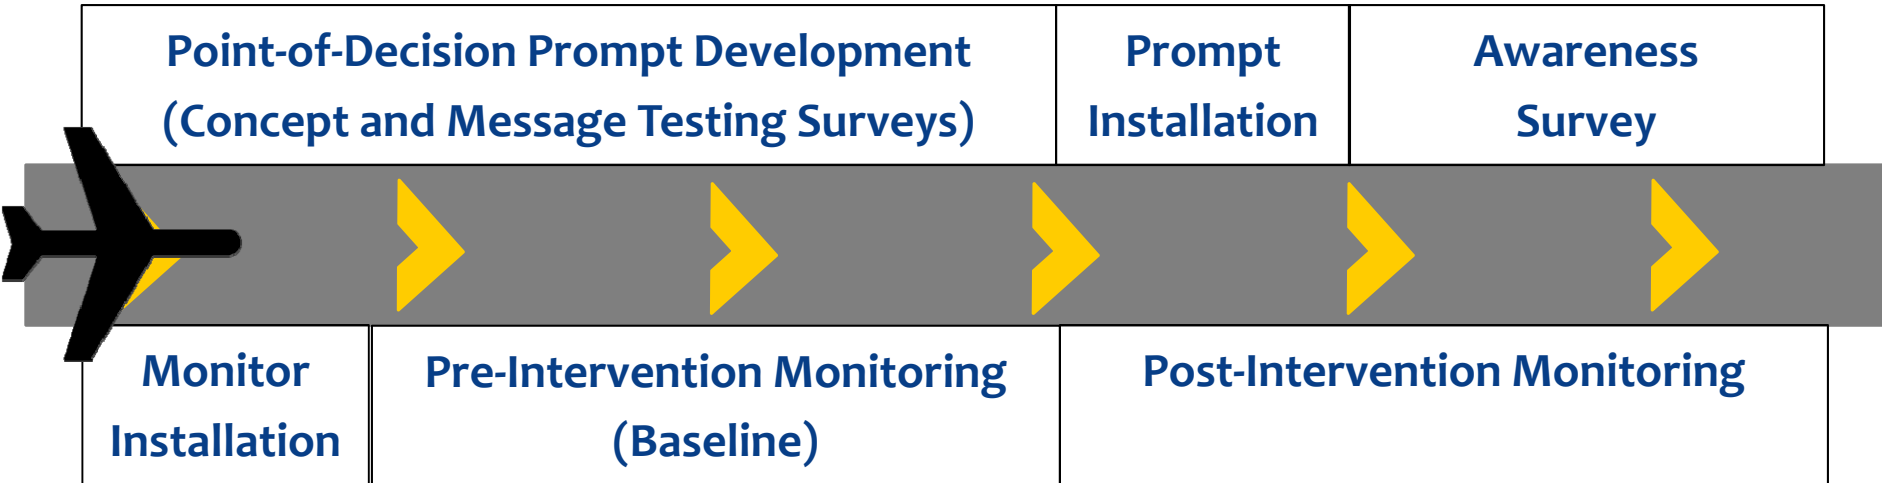 Point-of-Decision Prompt Development
(Concept and Message Testing Surveys)
Prompt
Installation
Awareness
Survey
Monitor
Installation
Pre-Intervention Monitoring
(Baseline)
Post-Intervention Monitoring